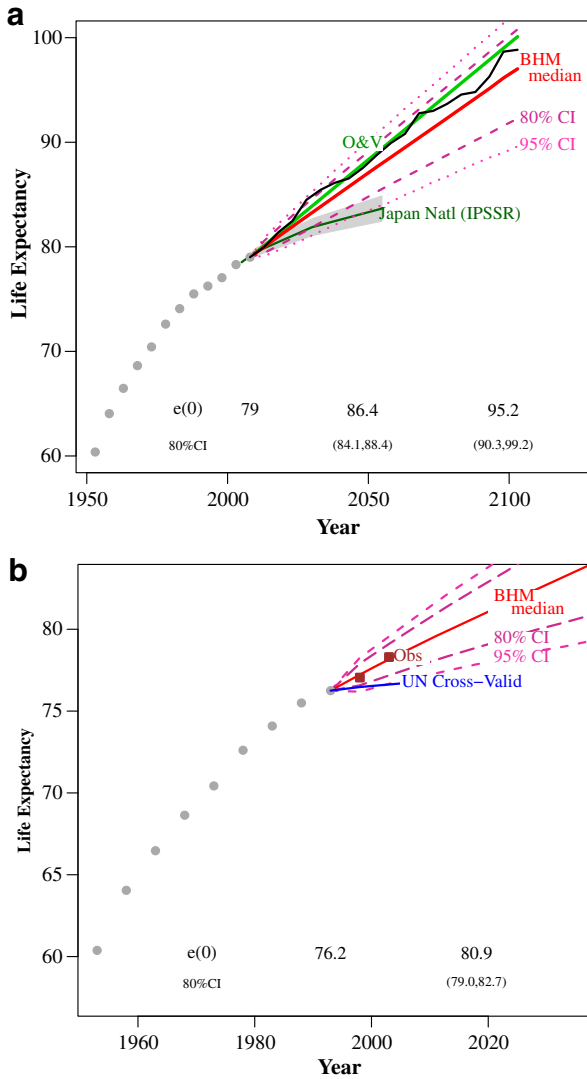 a
Life Expectancy
100
90
80
70
60
BHM
median
O&V
80% CI
95% CI
Japan Natl (IPSSR)
e(0) 79 86.4 95.2
80%CI (84.1,88.4) (90.3,99.2)
1950 2000 2050 2100
Year
b
Life Expectancy
80
75
70
65
60
BHM
median
Obs
80% CI
95% CI
UN Cross−Valid
e(0) 76.2 80.9
80%CI (79.0,82.7)
1960 1980 2000 2020
Year